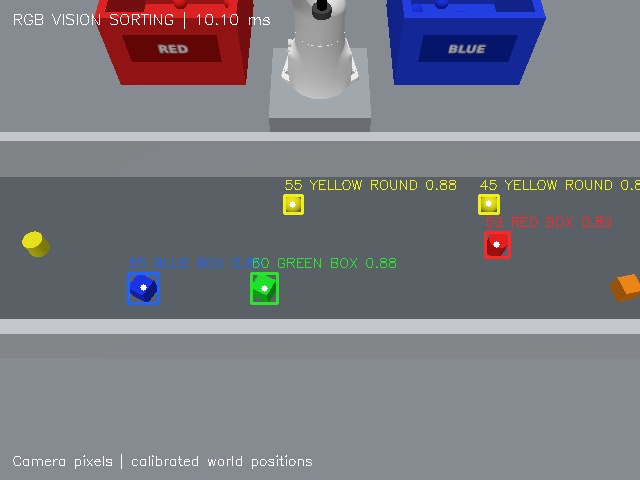 RGB VISION SORTING | 10.10 ms
RED
BLUE
55 YELLOW ROUND 0.88
45 YELLOW ROUND 0.8
59 RED BOX 0.89
BLUE BOX
60 GREEN BOX 0.88
Camera pixels | calibrated world positions